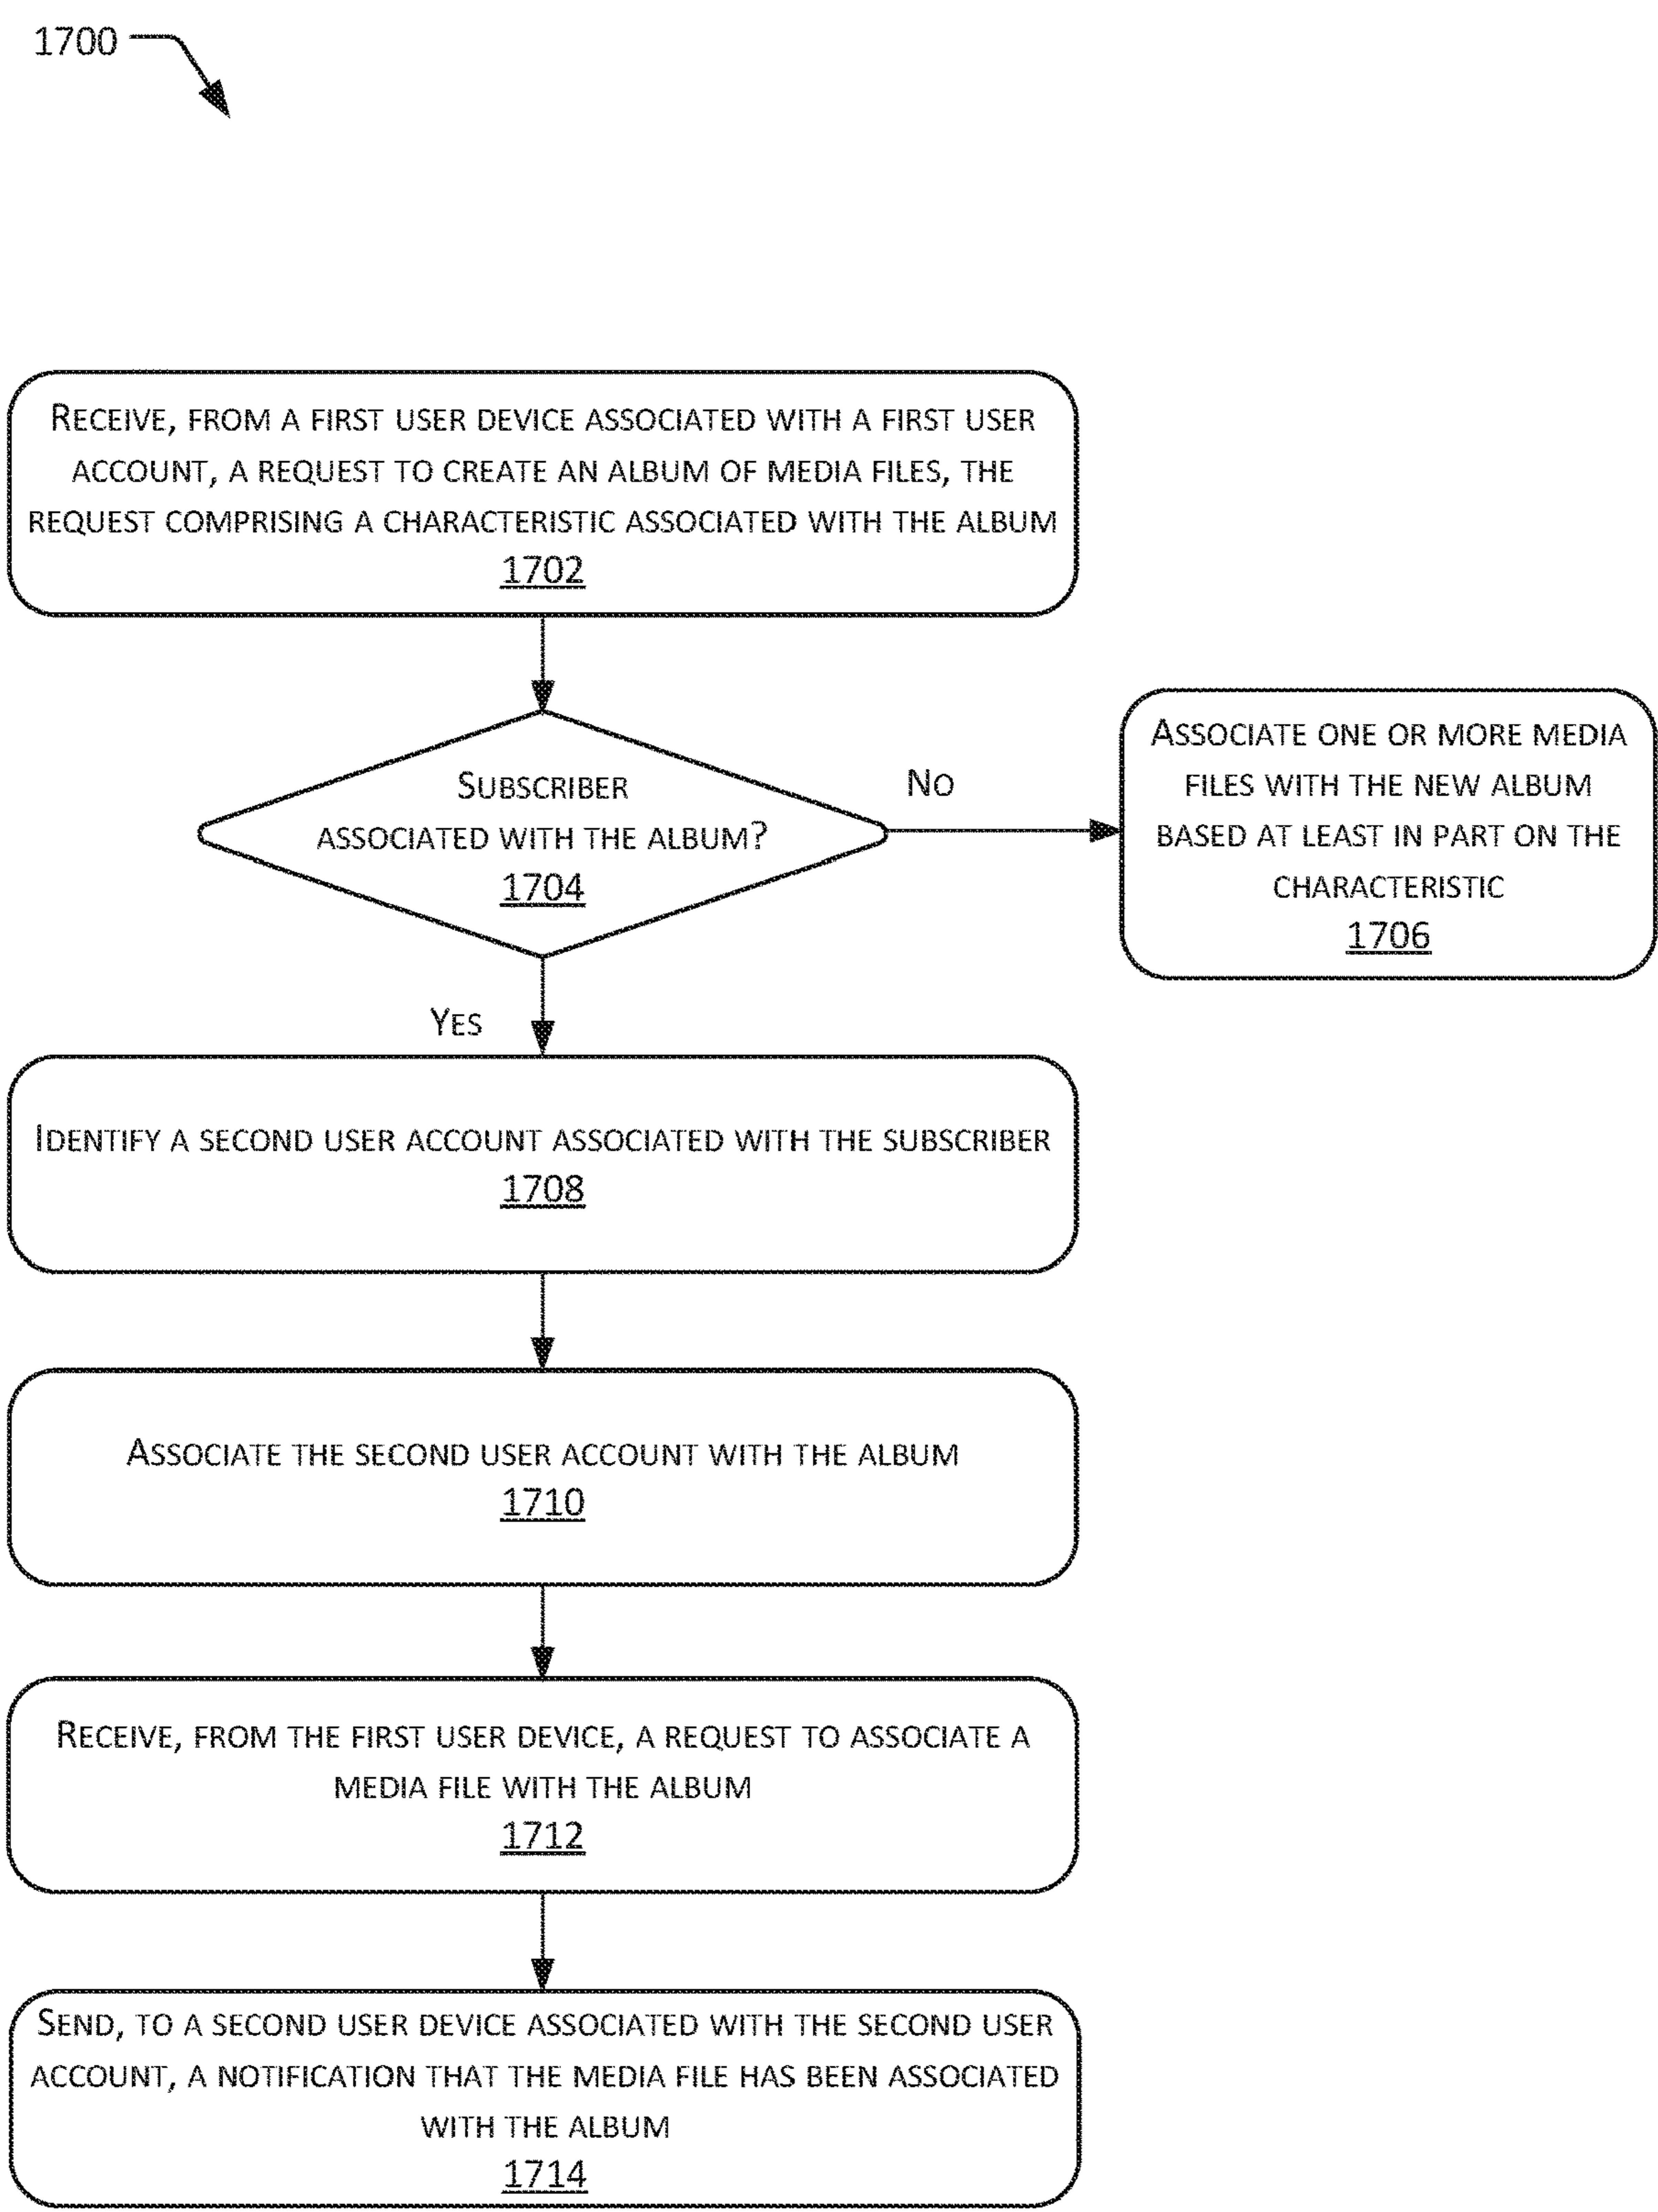 1700
Receive, from a first user device associated with a first user
account, a request to create an album of media files, the
request comprising a characteristic associated with the album
1702
Subscriber
associated with the album?
1704
No
Associate one or more media
files with the new album
based at least in part on the
characteristic
1706
Yes
Identify a second user account associated with the subscriber
1708
Associate the second user account with the album
1710
Receive, from the first user device, a request to associate a
media file with the album
1712
Send, to a second user device associated with the second user
account, a notification that the media file has been associated
with the album
1714